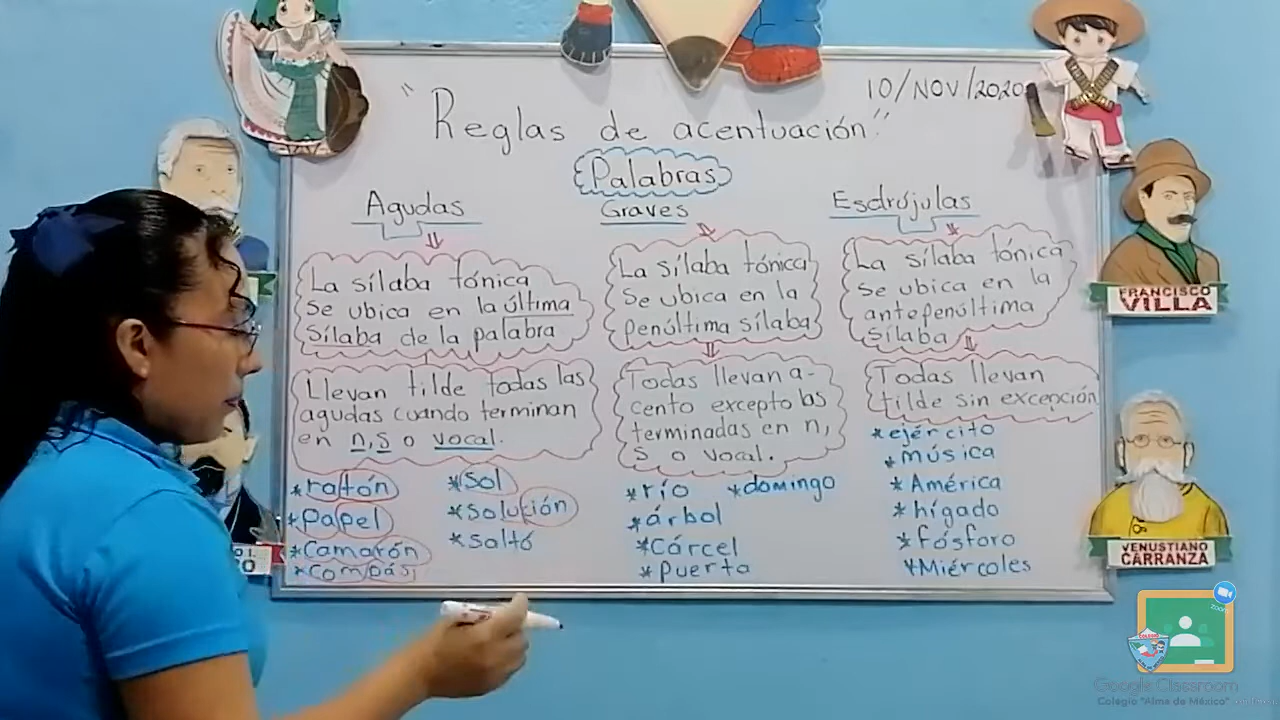 10/NOV/2020
"Reglas de acentuación"
Palabras
Agudas
La sílaba tónica
se ubica en la última
sílaba de la palabra
Llevan tilde todas las
agudas cuando terminan
en n, s o vocal.
*ratón
*papel
*camarón
*compás
*sol
*solución
*saltó
Graves
La sílaba tónica
se ubica en la
penúltima sílaba
Todas llevan a-
cento excepto las
terminadas en n,
s o vocal.
*río
*árbol
*Cárcel
*Puerta
*domingo
Esdrújulas
La sílaba tónica
se ubica en la
antepenúltima
sílaba
Todas llevan
tilde sin excepción
*ejército
*música
*América
*hígado
*fósforo
*Miércoles
FRANCISCO
VILLA
VENUSTIANO
CARRANZA
zoom
Google Classroom
Colegio "Alma de México"